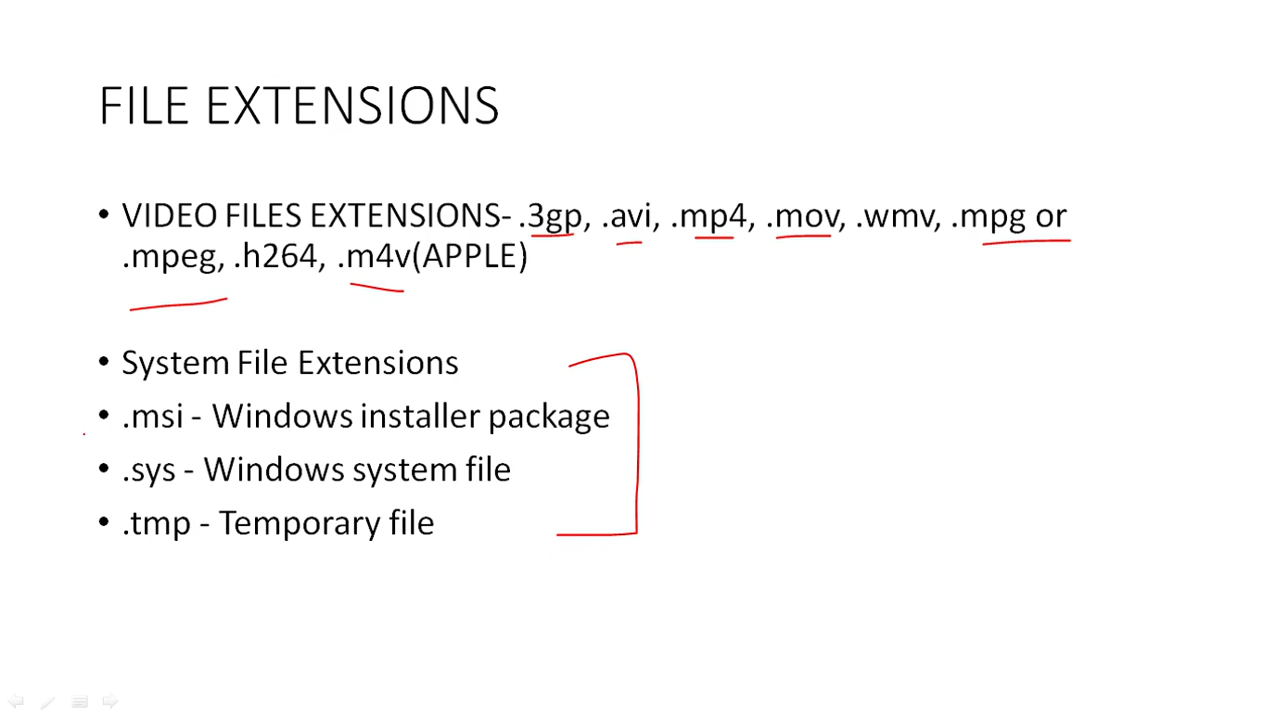 FILE EXTENSIONS
• VIDEO FILES EXTENSIONS- .3gp, .avi, .mp4, .mov, .wmv, .mpg or
.mpeg, .h264, .m4v(APPLE)
• System File Extensions
• .msi - Windows installer package
• .sys - Windows system file
• .tmp - Temporary file